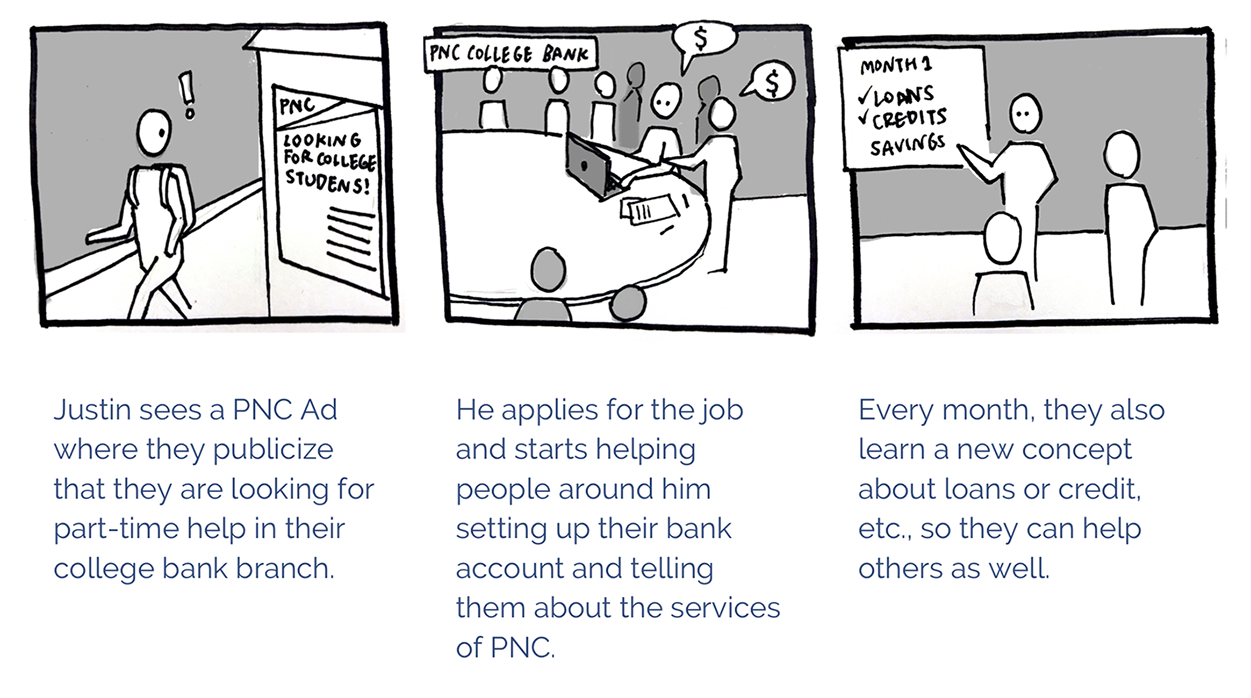 PNC
LOOKING
FOR COLLEGE
STUDENS!
PNC COLLEGE BANK
$
$
MONTH 1
✓LOANS
✓CREDITS
SAVINGS
Justin sees a PNC Ad
where they publicize
that they are looking for
part-time help in their
college bank branch.
He applies for the job
and starts helping
people around him
setting up their bank
account and telling
them about the services
of PNC.
Every month, they also
learn a new concept
about loans or credit,
etc., so they can help
others as well.